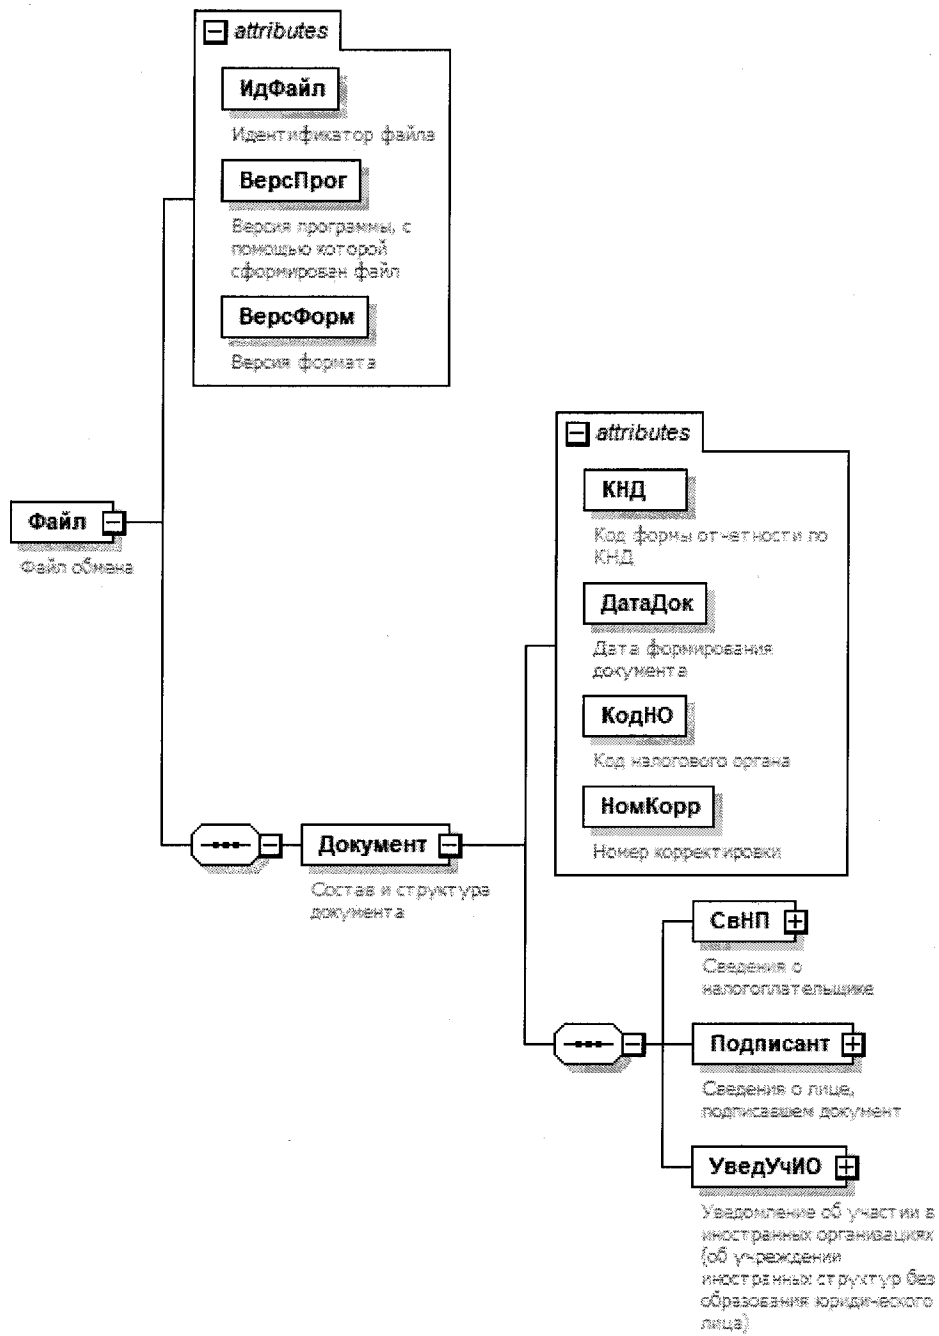 attributes
ИдФайл
Идентификатор файла
ВерсПрог
Версия программы, с
помощью которой
сформирован файл
ВерсФорм
Версия формата
Файл
Файл обмена
attributes
КНД
Код формы отчетности по
КНД
ДатаДок
Дата формирования
документа
КодНО
Код налогового органа
НомКорр
Номер корректировки
Документ
Состав и структура
документа
СвНП
Сведения о
налогоплательщике
Подписант
Сведения о лице,
подписавшем документ
УведУчИО
Уведомление об участии в
иностранных организациях
(об учреждении
иностранных структур без
образования юридического
лица)